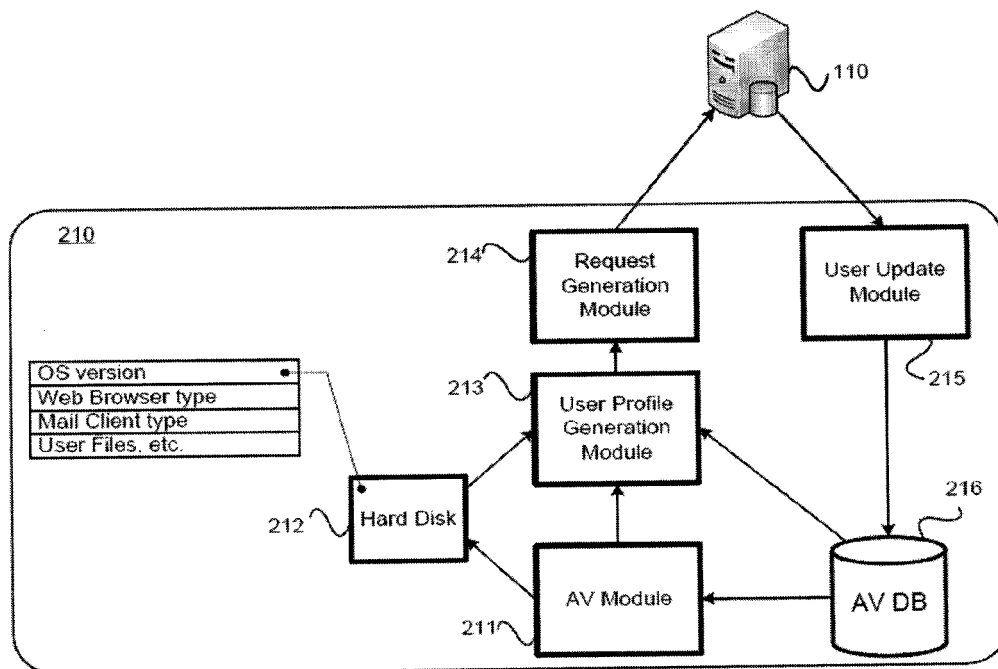 110
210
214
Request
Generation
Module
User Update
Module
215
OS version
Web Browser type
Mail Client type
User Files, etc.
213
User Profile
Generation
Module
212
Hard Disk
216
AV DB
AV Module
211